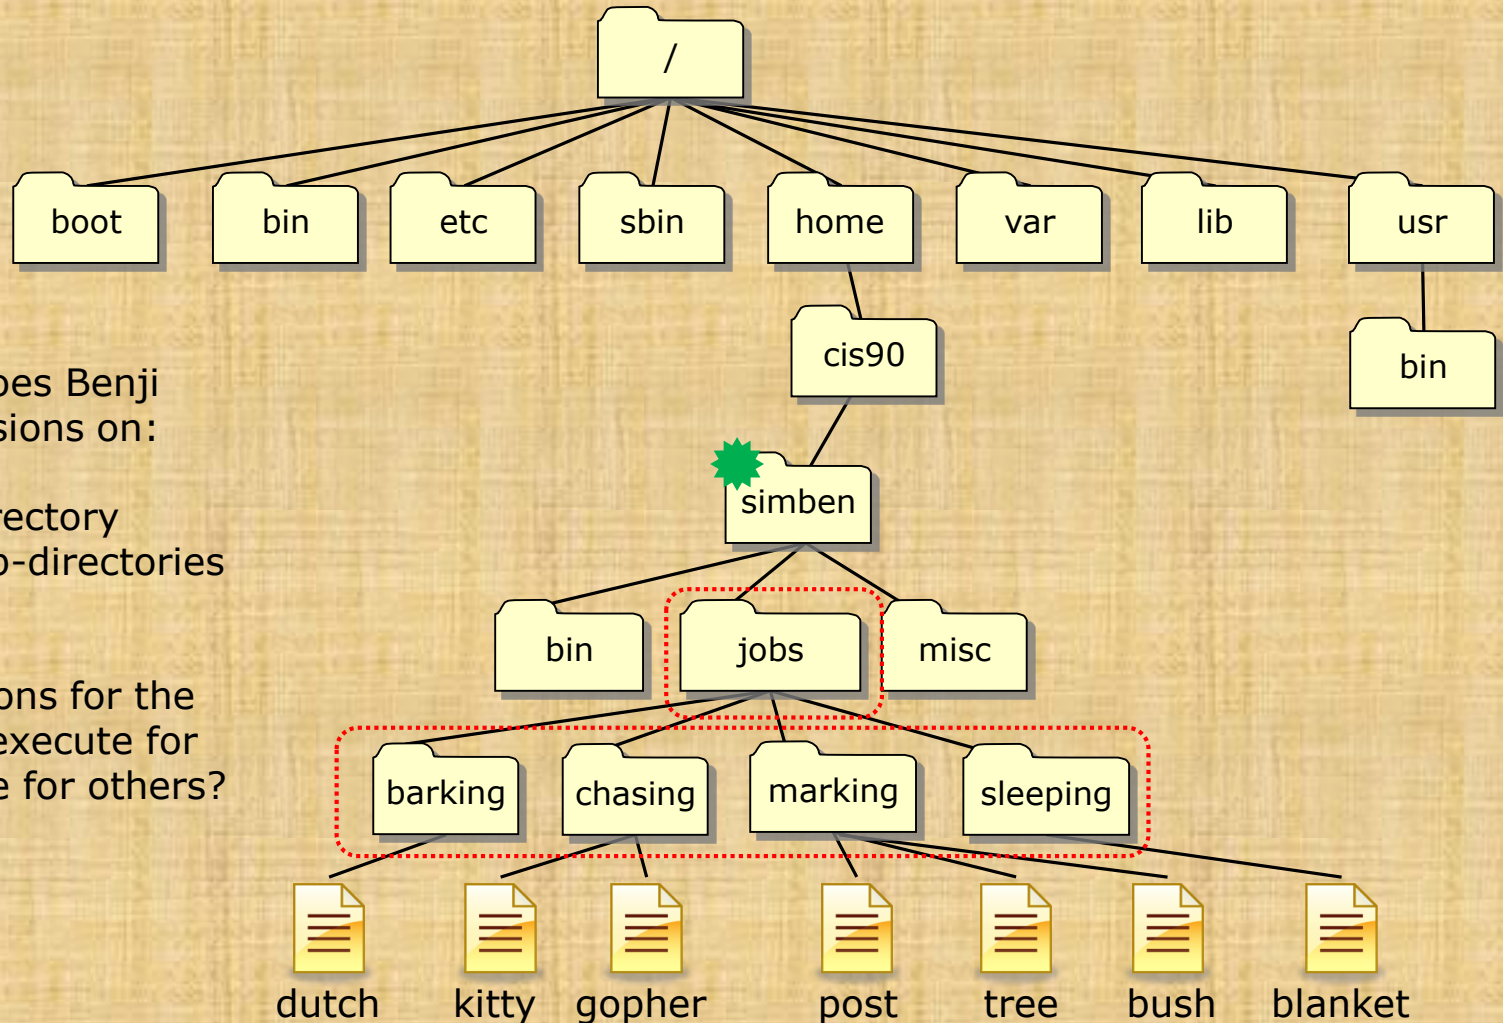 /
boot bin etc sbin home var lib usr
cis90
bin
oes Benji
sions on:
simben
rectory
o-directories
bin jobs misc
ons for the
execute for
e for others?
barking chasing marking sleeping
dutch kitty gopher post tree bush blanket